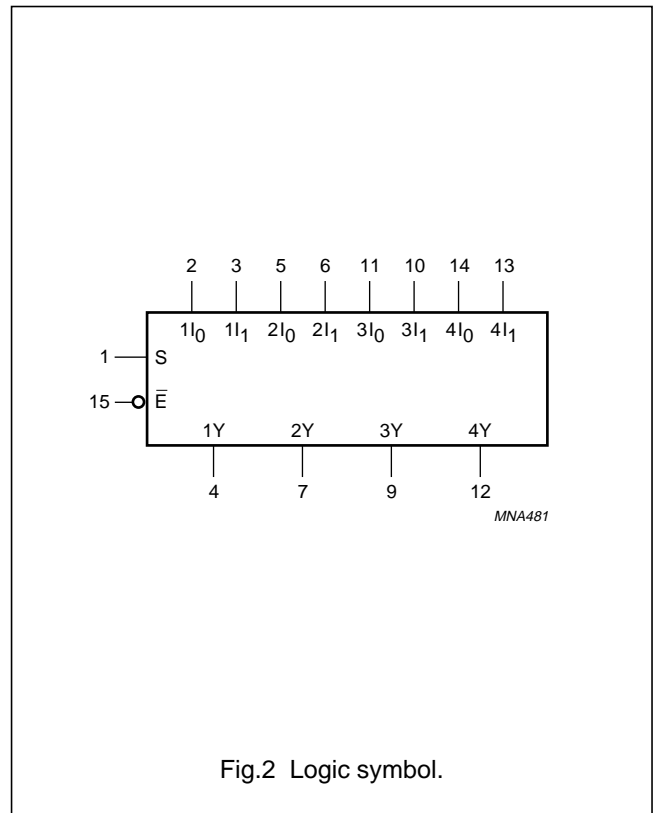 2 3 5 6 11 10 14 13
1I0 1I1 2I0 2I1 3I0 3I1 4I0 4I1
1 S
15 E̅
1Y 2Y 3Y 4Y
4 7 9 12
MNA481
Fig.2 Logic symbol.